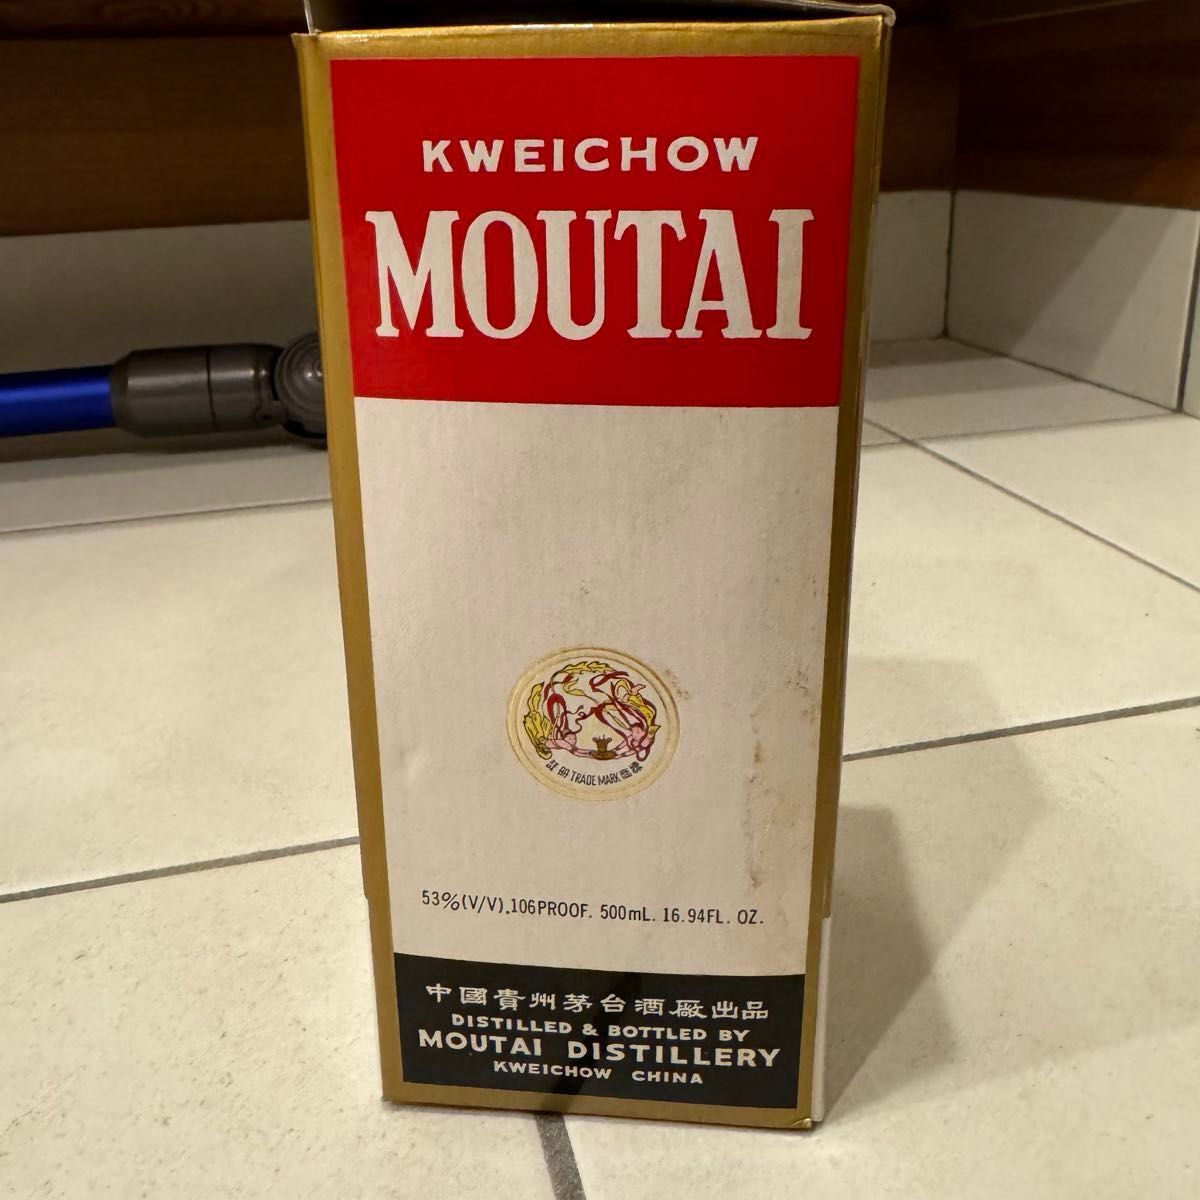 KWEICHOW
MOUTAI
註册 TRADE MARK 商標
53%(V/V).106PROOF. 500mL. 16.94FL. OZ.
中國貴州茅台酒廠出品
DISTILLED & BOTTLED BY
MOUTAI DISTILLERY
KWEICHOW CHINA